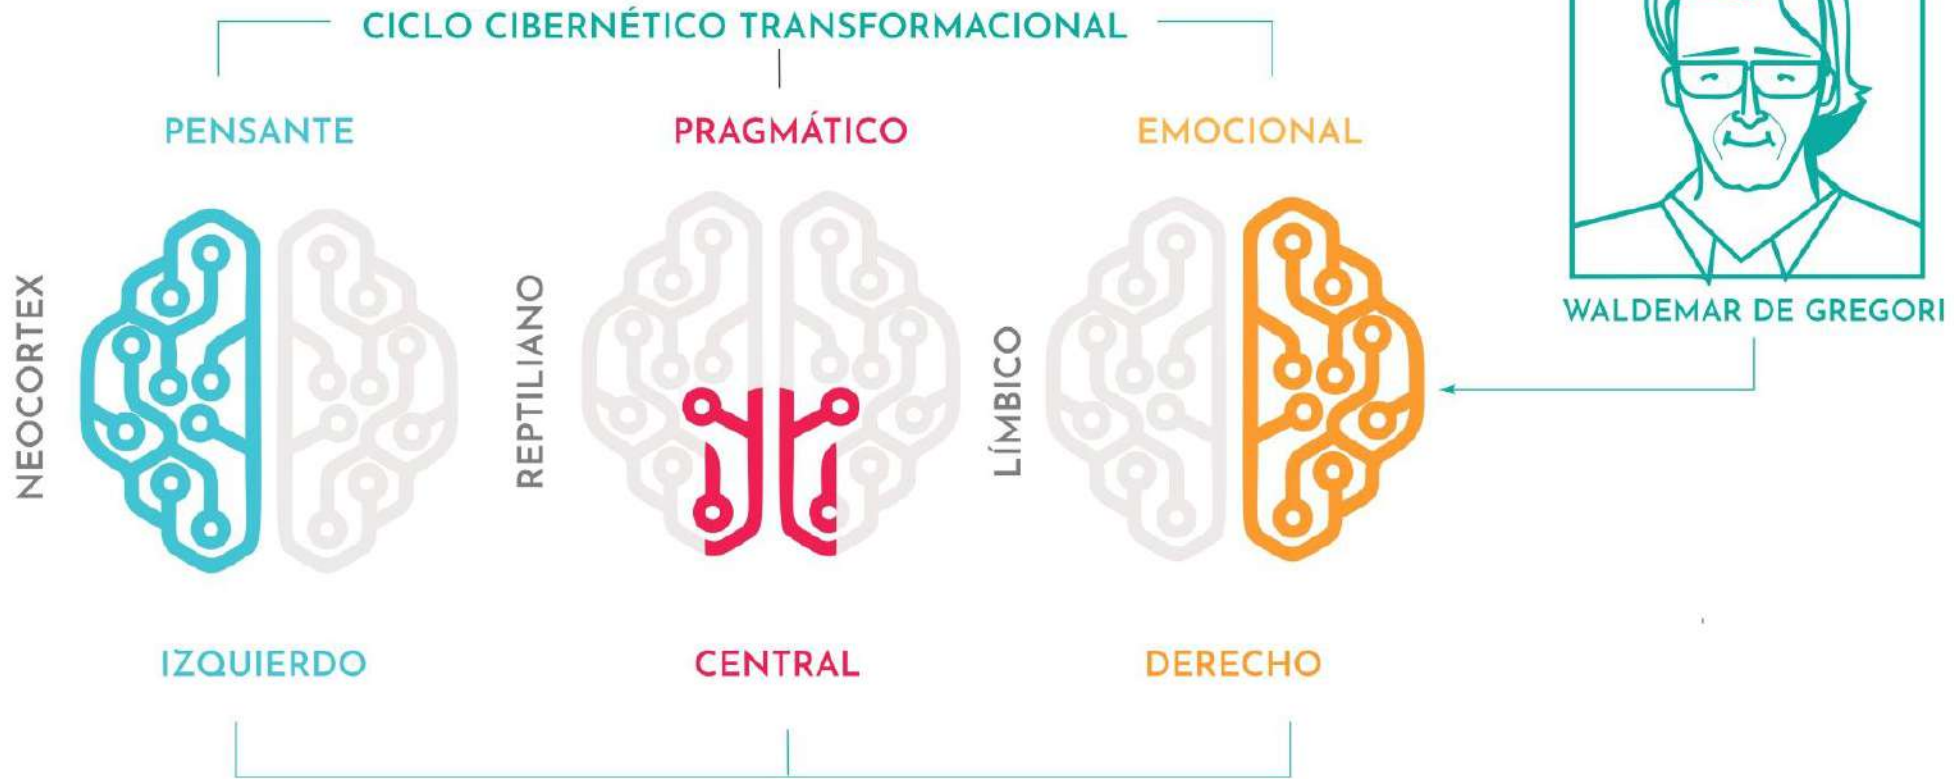 CICLO CIBERNÉTICO TRANSFORMACIONAL
PENSANTE
PRAGMÁTICO
EMOCIONAL
NEOCORTEX
REPTILIANO
LÍMBICO
WALDEMAR DE GREGORI
IZQUIERDO
CENTRAL
DERECHO